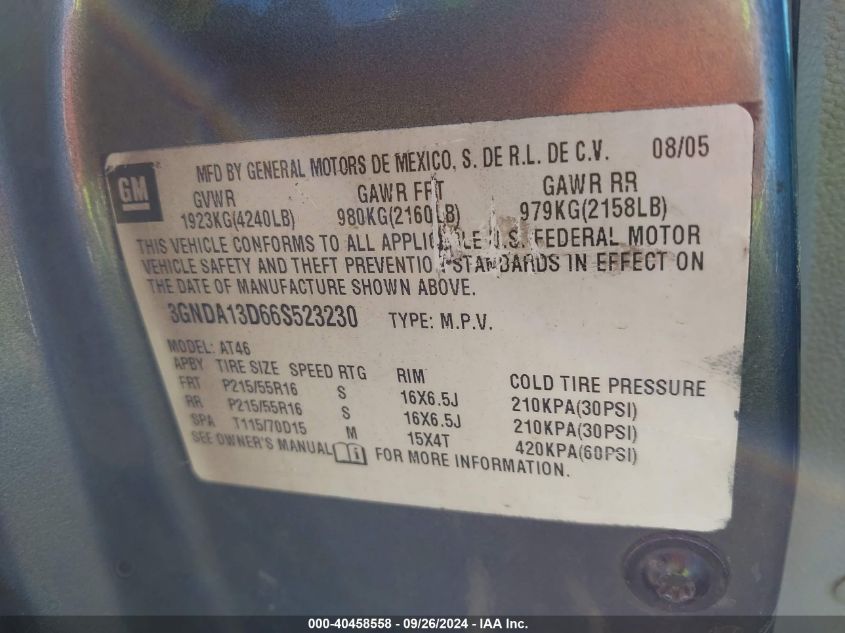 GM
MFD BY GENERAL MOTORS DE MEXICO, S. DE R.L. DE C.V. 08/05
GVWR GAWR FRT GAWR RR
1923KG(4240LB) 980KG(2160LB) 979KG(2158LB)
THIS VEHICLE CONFORMS TO ALL APPLICABLE U.S. FEDERAL MOTOR
VEHICLE SAFETY AND THEFT PREVENTION STANDARDS IN EFFECT ON
THE DATE OF MANUFACTURE SHOWN ABOVE.
3GNDA13D66S523230 TYPE: M.P.V.
MODEL: AT46
APBY TIRE SIZE SPEED RTG RIM COLD TIRE PRESSURE
FRT P215/55R16 S 16X6.5J 210KPA(30PSI)
RR P215/55R16 S 16X6.5J 210KPA(30PSI)
SPA T115/70D15 M 15X4T 420KPA(60PSI)
SEE OWNER'S MANUAL FOR MORE INFORMATION.
000-40458558 - 09/26/2024 - IAA Inc.